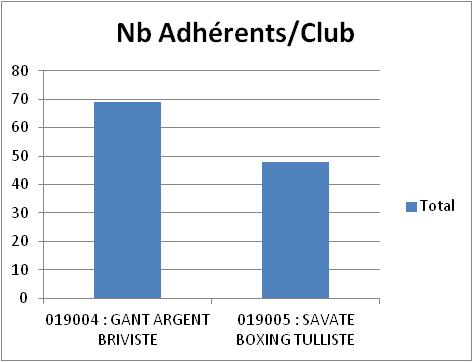 Nb Adhérents/Club
80
70
60
50
40
30
20
10
0
019004 : GANT ARGENT
BRIVISTE
019005 : SAVATE
BOXING TULLISTE
Total